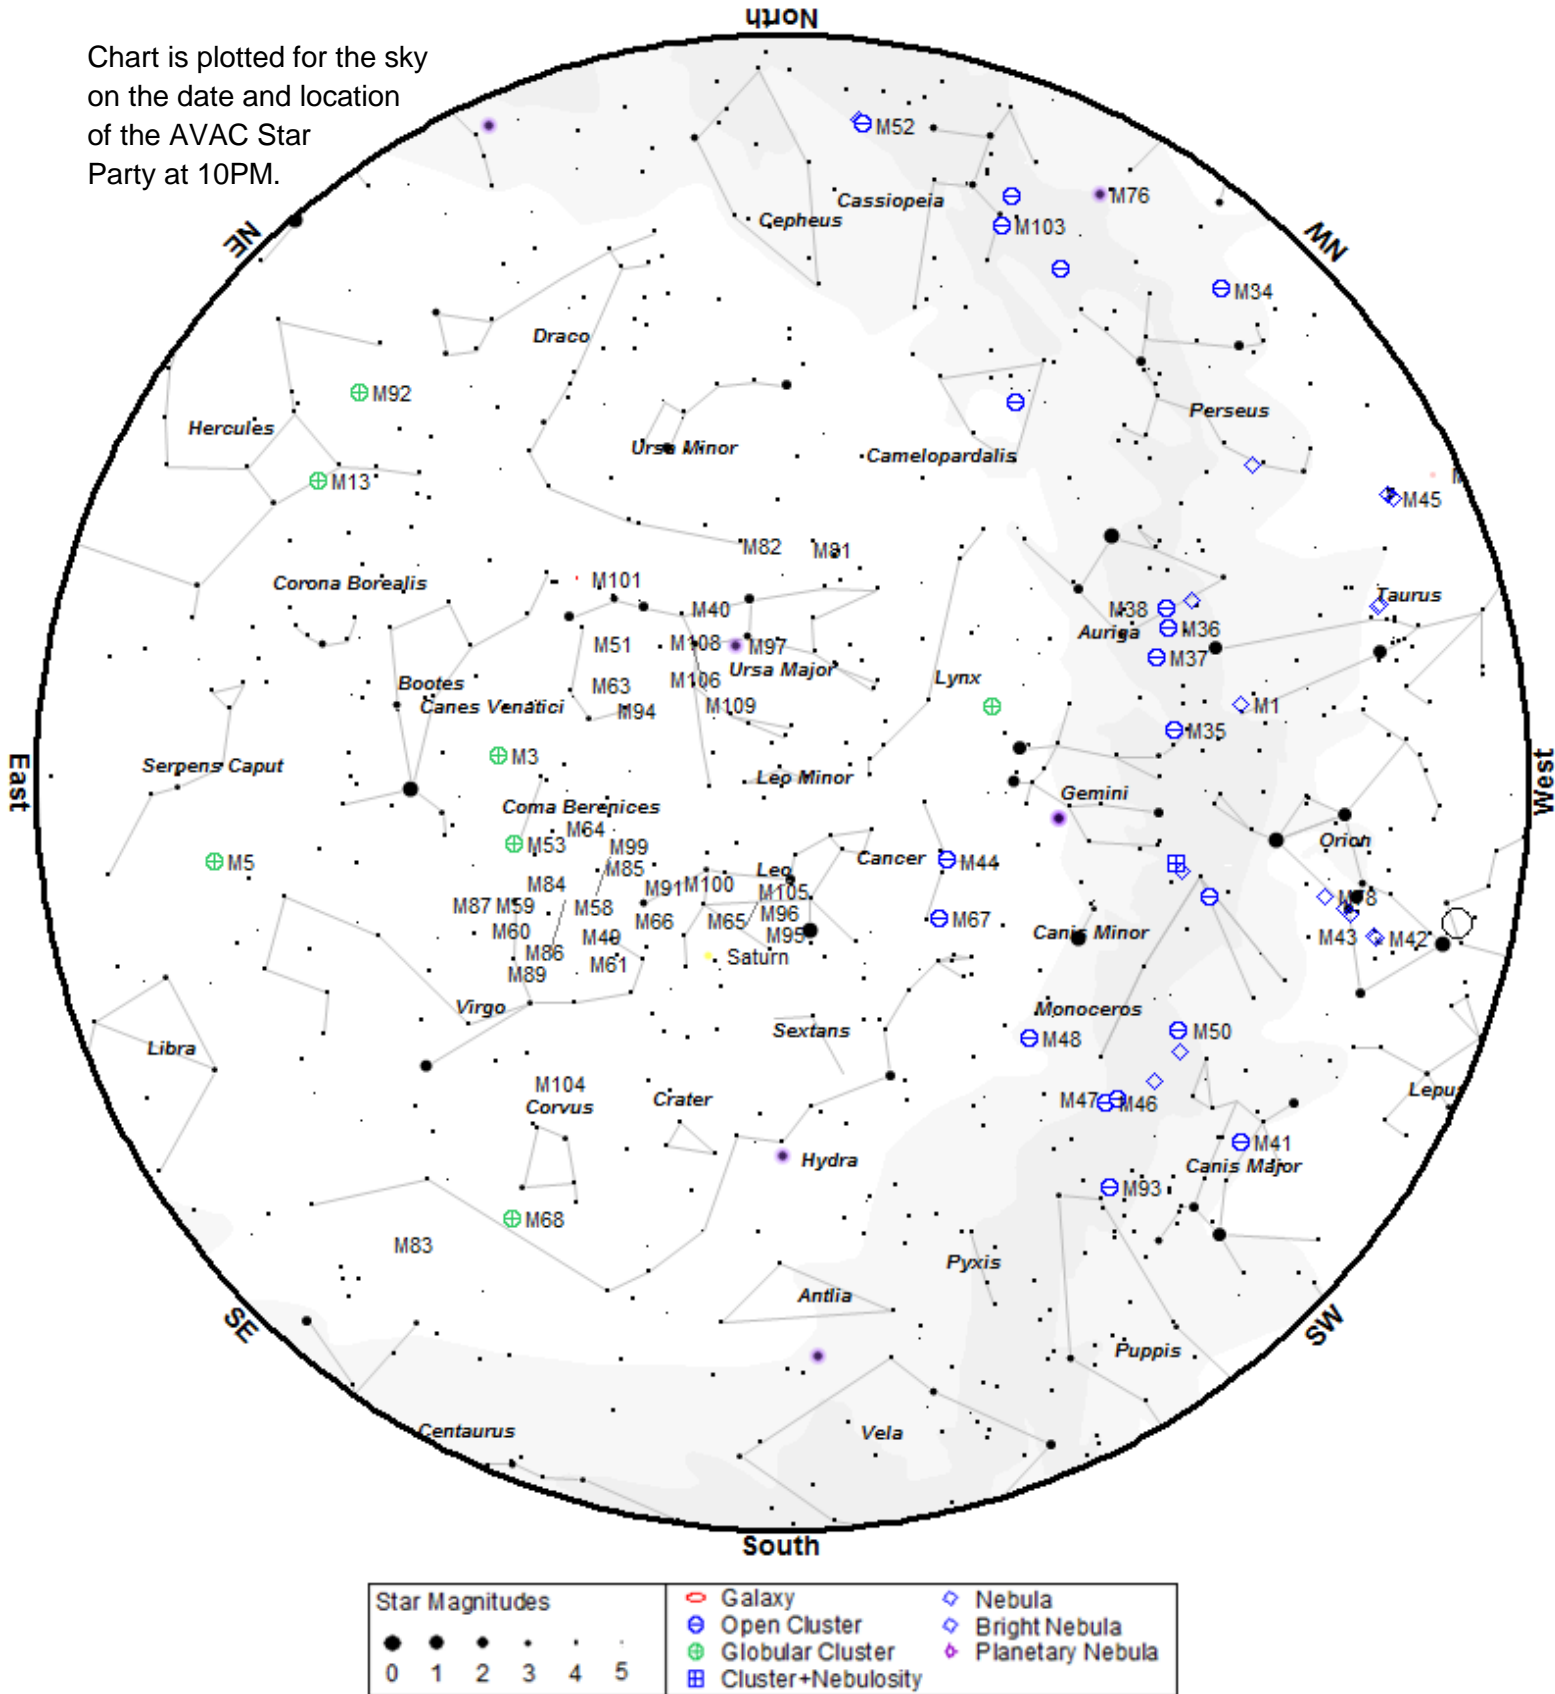 North
Chart is plotted for the sky
on the date and location
of the AVAC Star
Party at 10PM.
M52
Cassiopeia
M76
Cepheus
M103
NE
NW
M34
Draco
M92
Perseus
Hercules
Ursa Minor
Camelopardalis
M13
M45
M82
M81
Corona Borealis
M101
M40
M38
Taurus
Auriga
M36
M51
M108
M97
M37
Ursa Major
Bootes
M63
M106
Lynx
Canes Venatici
M94
M109
M1
M35
M3
Serpens Caput
Leo Minor
East
West
Gemini
Coma Berenices
M64
M53
M99
Orion
M5
M85
Leo
Cancer
M44
M84
M91
M100
M105
M78
M87
M59
M58
M66
M65
M96
M67
M60
M49
M95
Canis Minor
M43
M42
M86
M61
Saturn
M89
Virgo
Monoceros
Sextans
M50
Libra
M48
M104
Corvus
Crater
M47
M46
Lepus
M41
Hydra
Canis Major
M93
M68
M83
Pyxis
Antlia
SE
SW
Puppis
Centaurus
Vela
South
Star Magnitudes
0 1 2 3 4 5
Galaxy
Open Cluster
Globular Cluster
Cluster+Nebulosity
Nebula
Bright Nebula
Planetary Nebula